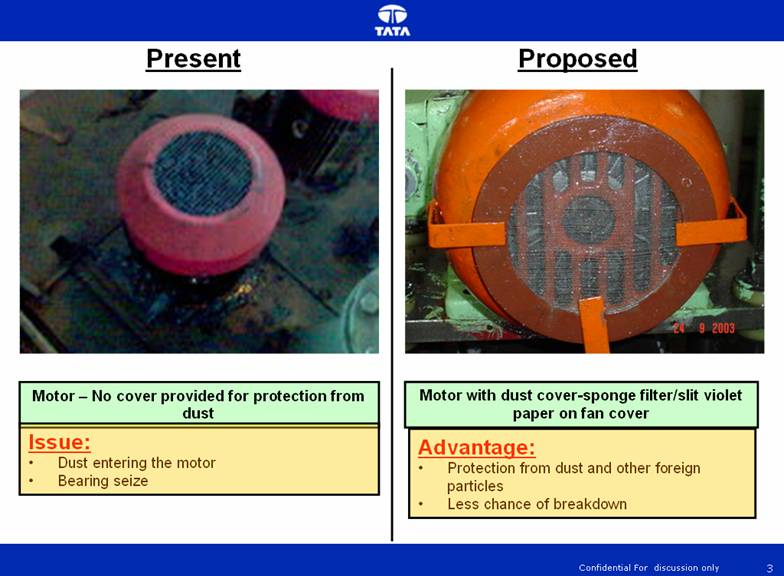 TATA
Present
Proposed
24 9 2003
Motor – No cover provided for protection from
dust
Issue:
• Dust entering the motor
• Bearing seize
Motor with dust cover-sponge filter/slit violet
paper on fan cover
Advantage:
• Protection from dust and other foreign
particles
• Less chance of breakdown
Confidential For discussion only
3